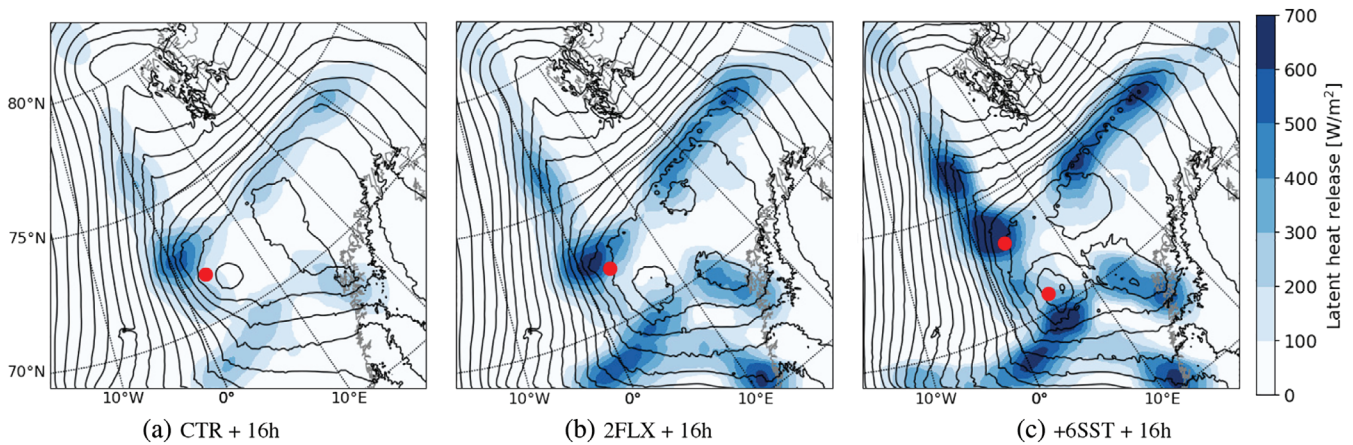 80°N
75°N
70°N
10°W
0°
10°E
10°W
0°
10°E
10°W
0°
10°E
700
600
500
400
300
200
100
0
Latent heat release [W/m²]
(a) CTR + 16h
(b) 2FLX + 16h
(c) +6SST + 16h